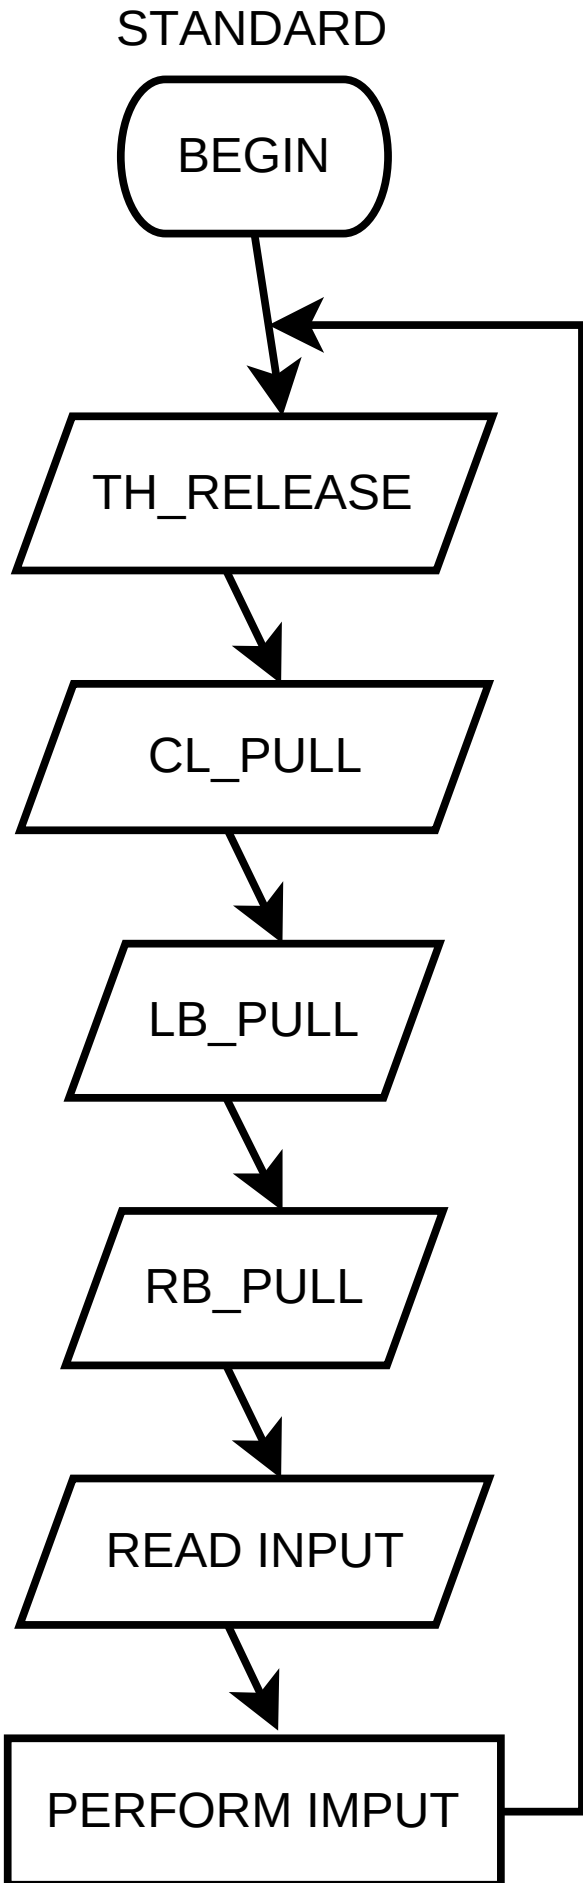 STANDARD
BEGIN
TH_RELEASE
CL_PULL
LB_PULL
RB_PULL
READ INPUT
PERFORM IMPUT